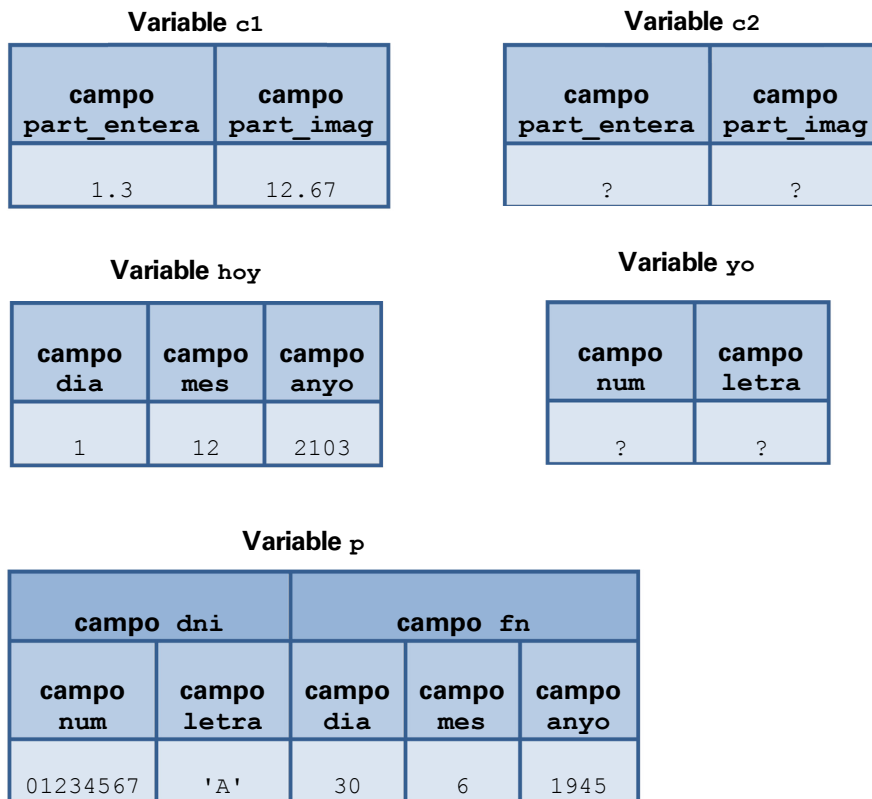 Variable c1
campo campo
part_entera part_imag
1.3 12.67
Variable c2
campo campo
part_entera part_imag
? ?
Variable hoy
campo campo campo
dia mes anyo
1 12 2103
Variable yo
campo campo
num letra
? ?
Variable p
campo dni campo fn
campo campo campo campo campo
num letra dia mes anyo
01234567 'A' 30 6 1945